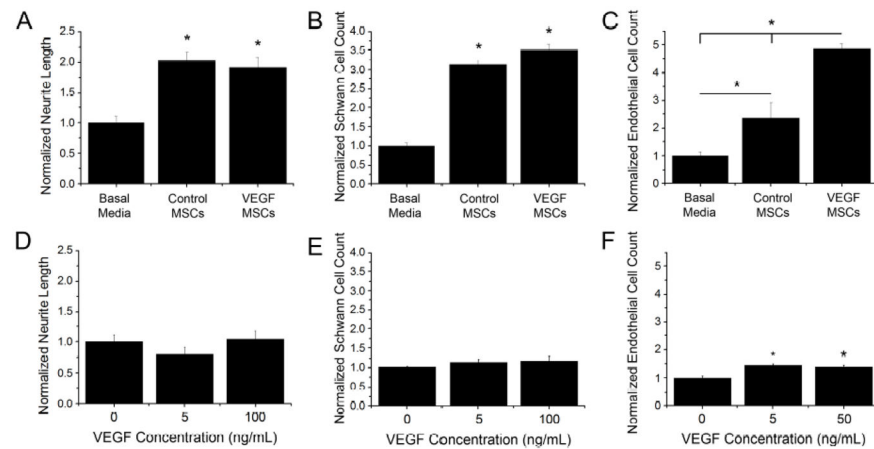 A
Normalized Neurite Length
2.5
2.0
1.5
1.0
0.5
0.0
*
*
Basal Media
Control MSCs
VEGF MSCs
B
Normalized Schwann Cell Count
4.0
3.5
3.0
2.5
2.0
1.5
1.0
0.5
0.0
*
*
Basal Media
Control MSCs
VEGF MSCs
C
Normalized Endothelial Cell Count
5
4
3
2
1
0
*
*
Basal Media
Control MSCs
VEGF MSCs
D
Normalized Neurite Length
2.5
2.0
1.5
1.0
0.5
0.0
0
5
100
VEGF Concentration (ng/mL)
E
Normalized Schwann Cell Count
4.0
3.5
3.0
2.5
2.0
1.5
1.0
0.5
0.0
0
5
100
VEGF Concentration (ng/mL)
F
Normalized Endothelial Cell Count
5
4
3
2
1
0
*
*
0
5
50
VEGF Concentration (ng/mL)